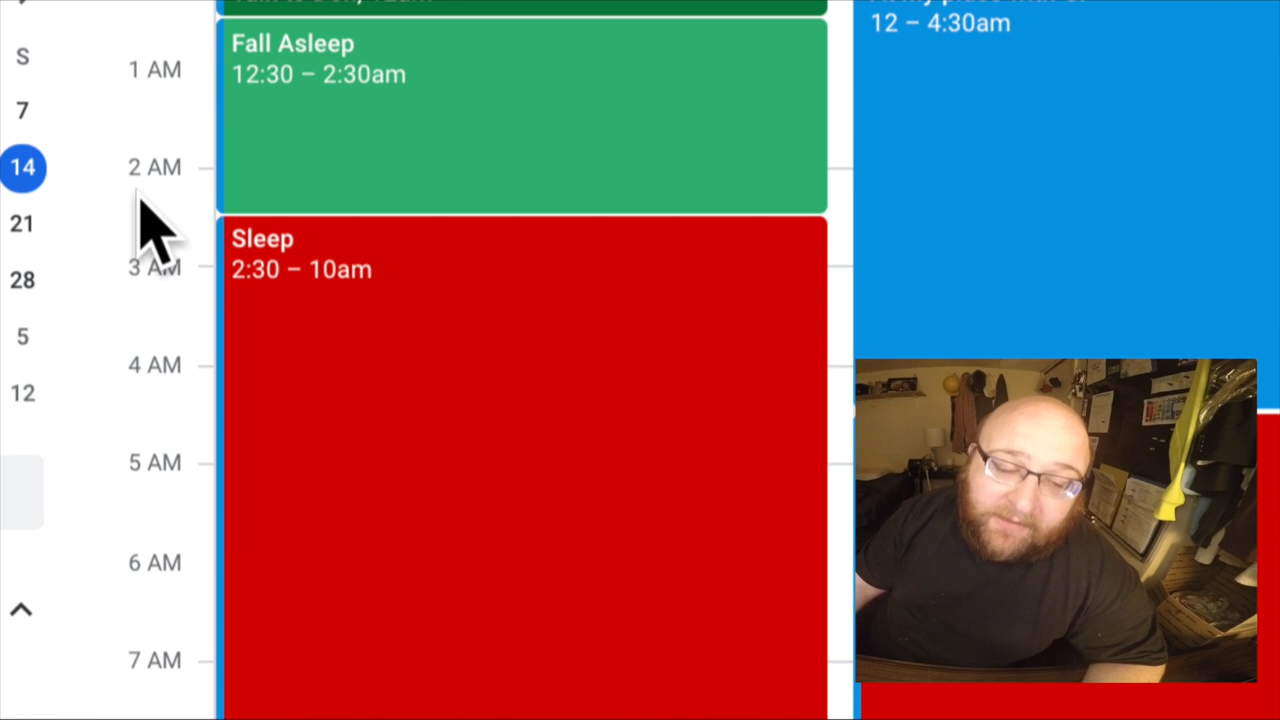 S
7
14
21
28
5
12
1 AM
2 AM
3 AM
4 AM
5 AM
6 AM
7 AM
Fall Asleep
12:30 – 2:30am
Sleep
2:30 – 10am
12 – 4:30am